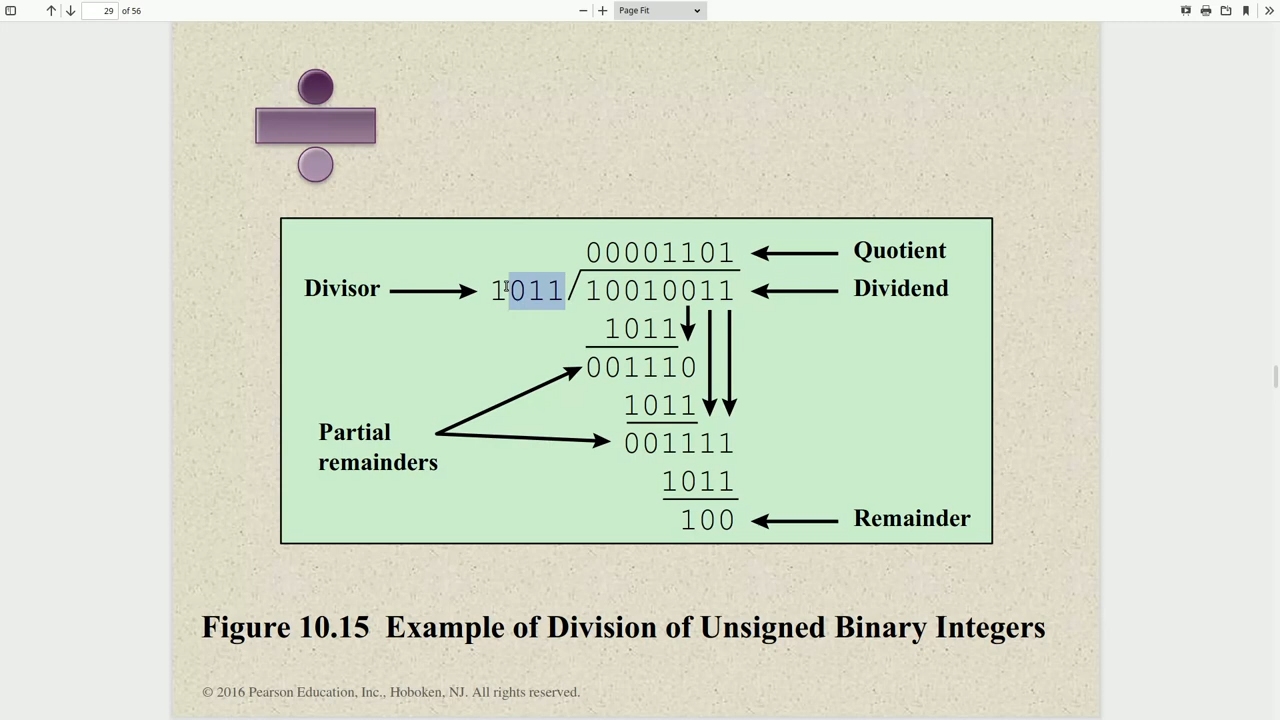 29 of 56
Page Fit
00001101 Quotient
Divisor 1011 10010011 Dividend
1011
001110
1011
Partial
remainders
001111
1011
100 Remainder
Figure 10.15 Example of Division of Unsigned Binary Integers
© 2016 Pearson Education, Inc., Hoboken, NJ. All rights reserved.